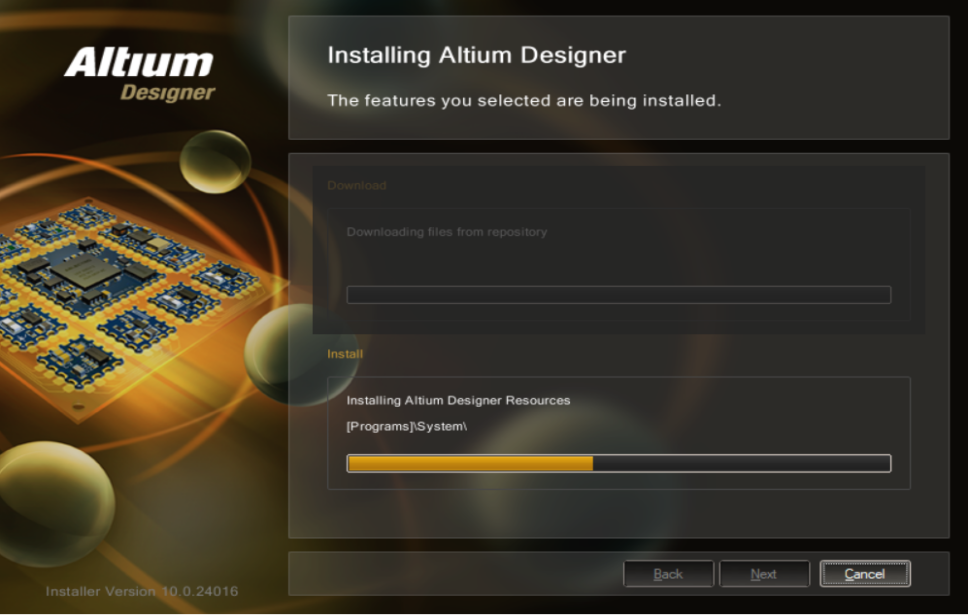 Altium
Designer
Installing Altium Designer
The features you selected are being installed.
Download
Downloading files from repository
Install
Installing Altium Designer Resources
[Programs]\System\
Installer Version 10.0.24016
Back
Next
Cancel